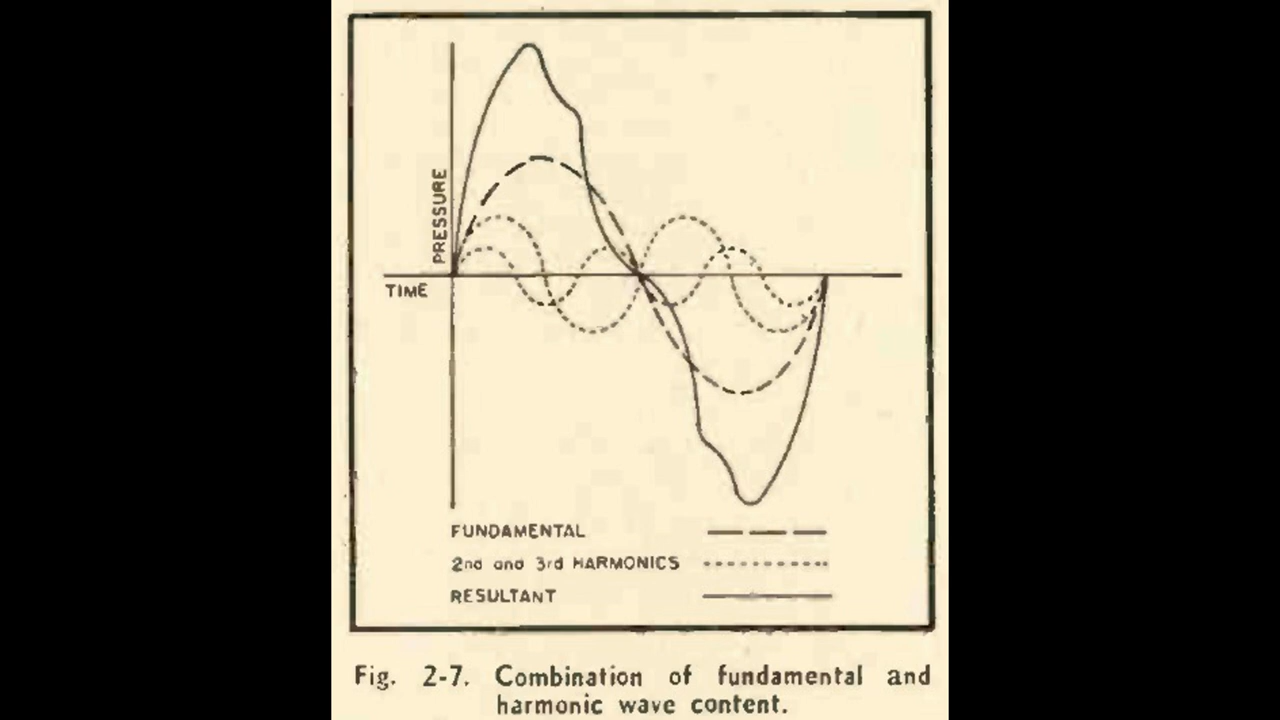 PRESSURE
TIME
FUNDAMENTAL
2nd and 3rd HARMONICS
RESULTANT
Fig. 2-7. Combination of fundamental and
harmonic wave content.